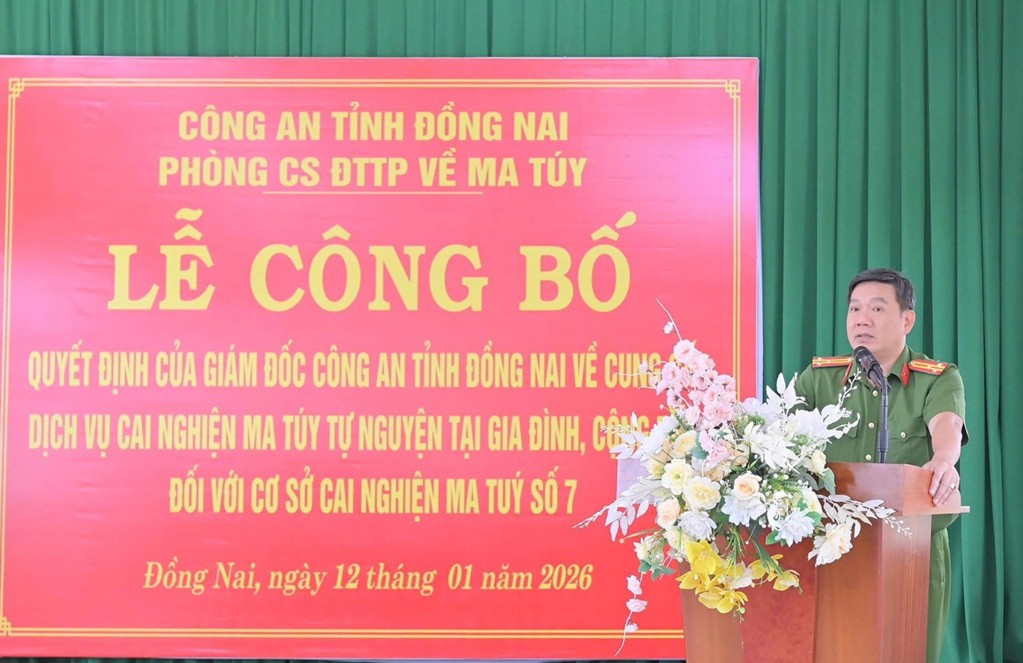 CÔNG AN TỈNH ĐỒNG NAI
PHÒNG CS ĐTTP VỀ MA TÚY
LỄ CÔNG BỐ
QUYẾT ĐỊNH CỦA GIÁM ĐỐC CÔNG AN TỈNH ĐỒNG NAI VỀ CUNG
DỊCH VỤ CAI NGHIỆN MA TÚY TỰ NGUYỆN TẠI GIA ĐÌNH, CỘNG
ĐỐI VỚI CƠ SỞ CAI NGHIỆN MA TUÝ SỐ 7
Đồng Nai, ngày 12 tháng 01 năm 2026